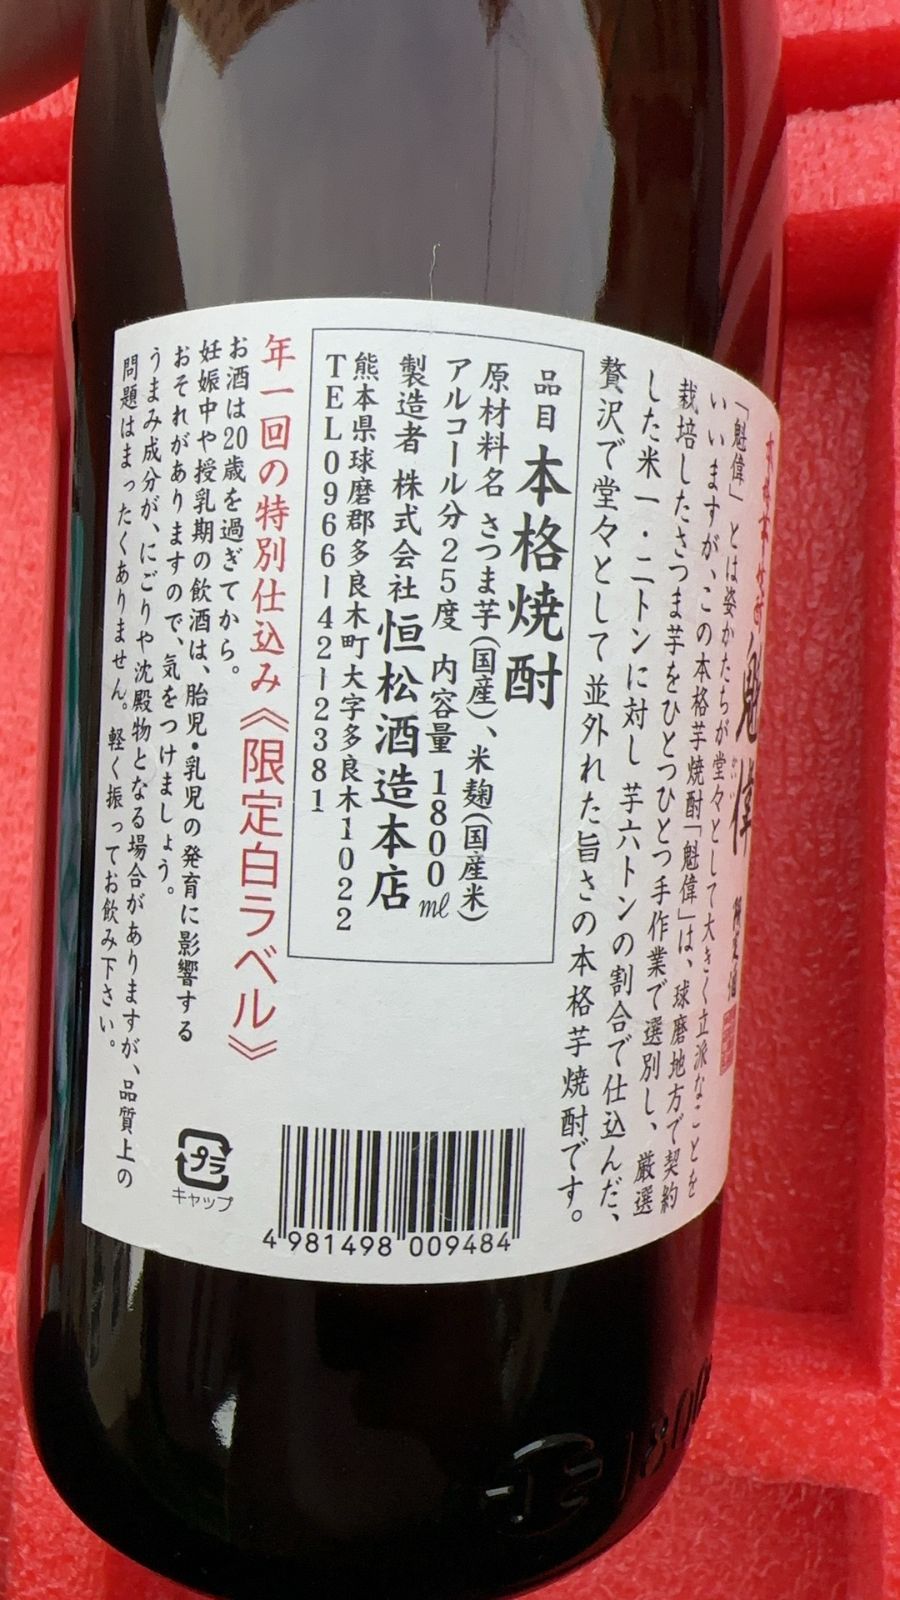 本格芋焼酎 魁偉
「魁偉」とは姿かたちが堂々として大きく立派なことを
いいますが、この本格芋焼酎「魁偉」は、球磨地方で契約
栽培したさつま芋をひとつひとつ手作業で選別し、厳選
した米一・二トンに対し芋六トンの割合で仕込んだ、
贅沢で堂々として並外れた旨さの本格芋焼酎です。
品目 本格焼酎
原材料名 さつま芋(国産)、米麹(国産米)
アルコール分25度 内容量 1800ml
製造者 株式会社 恒松酒造本店
熊本県球磨郡多良木町大字多良木1022
TEL0966-42-2381
年一回の特別仕込み《限定白ラベル》
お酒は20歳を過ぎてから。
妊娠中や授乳期の飲酒は、胎児・乳児の発育に影響する
おそれがありますので、気をつけましょう。
うまみ成分が、にごりや沈殿物となる場合がありますが、品質上の
問題はまったくありません。軽く振ってお飲み下さい。
プラ
キャップ
4 981498 009484